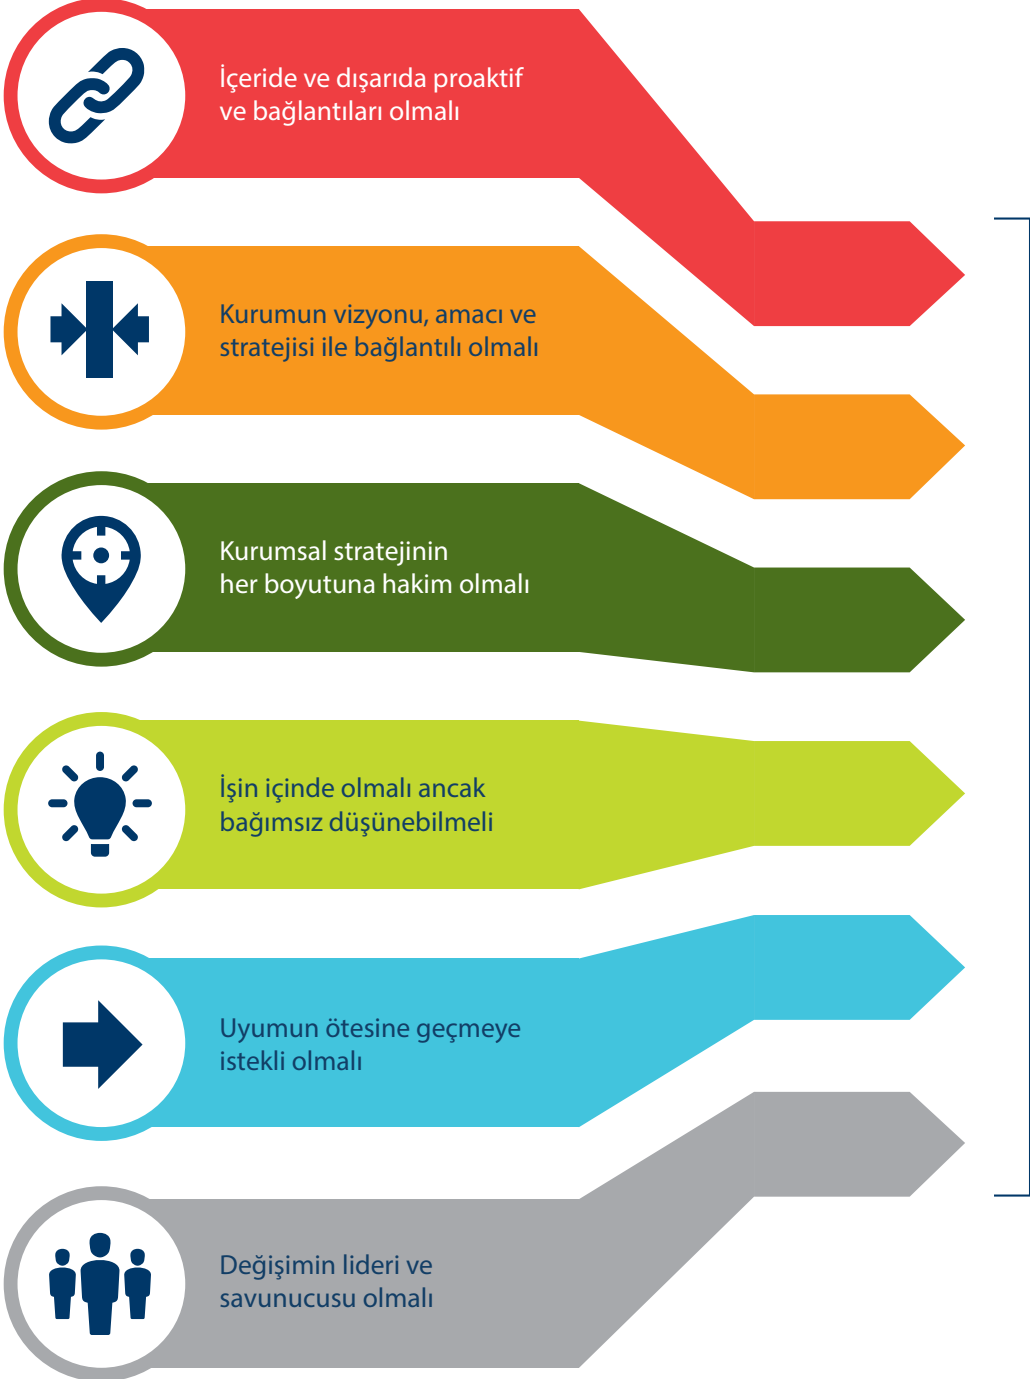 İçeride ve dışarıda proaktif
ve bağlantıları olmalı
Kurumun vizyonu, amacı ve
stratejisi ile bağlantılı olmalı
Kurumsal stratejinin
her boyutuna hakim olmalı
İşin içinde olmalı ancak
bağımsız düşünebilmeli
Uyumun ötesine geçmeye
istekli olmalı
Değişimin lideri ve
savunucusu olmalı